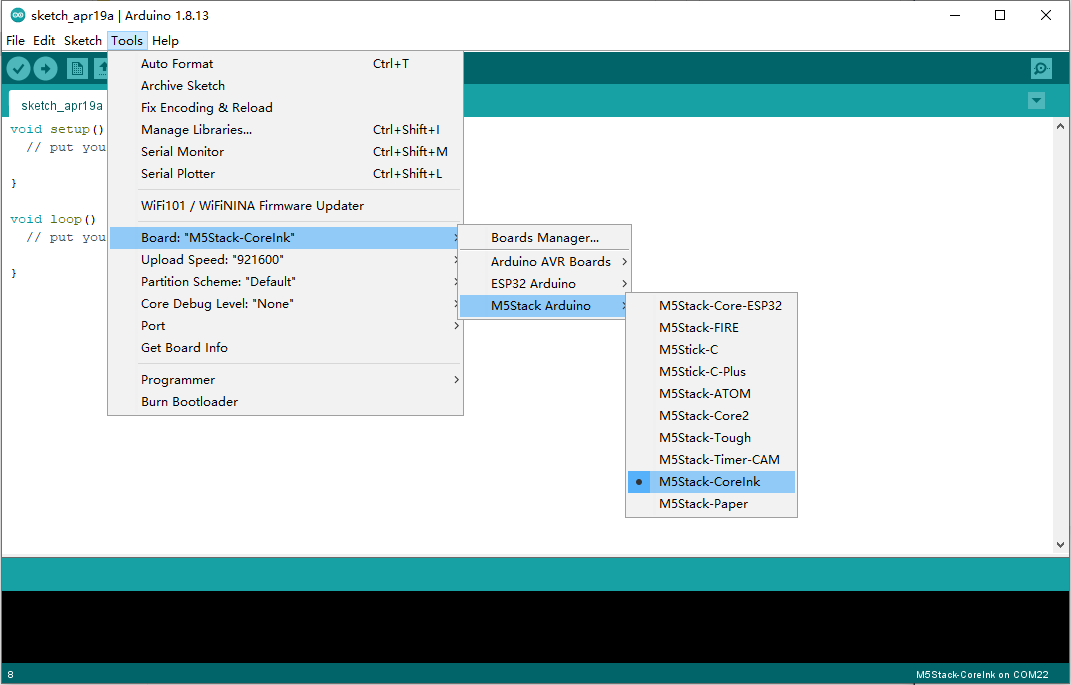 sketch_apr19a | Arduino 1.8.13
File Edit Sketch Tools Help
sketch_apr19a
void setup()
// put you
}
void loop()
// put you
}
Auto Format Ctrl+T
Archive Sketch
Fix Encoding & Reload
Manage Libraries... Ctrl+Shift+I
Serial Monitor Ctrl+Shift+M
Serial Plotter Ctrl+Shift+L
WiFi101 / WiFiNINA Firmware Updater
Board: "M5Stack-CoreInk"
Upload Speed: "921600"
Partition Scheme: "Default"
Core Debug Level: "None"
Port
Get Board Info
Programmer
Burn Bootloader
Boards Manager...
Arduino AVR Boards
ESP32 Arduino
M5Stack Arduino
M5Stack-Core-ESP32
M5Stack-FIRE
M5Stick-C
M5Stick-C-Plus
M5Stack-ATOM
M5Stack-Core2
M5Stack-Tough
M5Stack-Timer-CAM
M5Stack-CoreInk
M5Stack-Paper
8
M5Stack-CoreInk on COM22